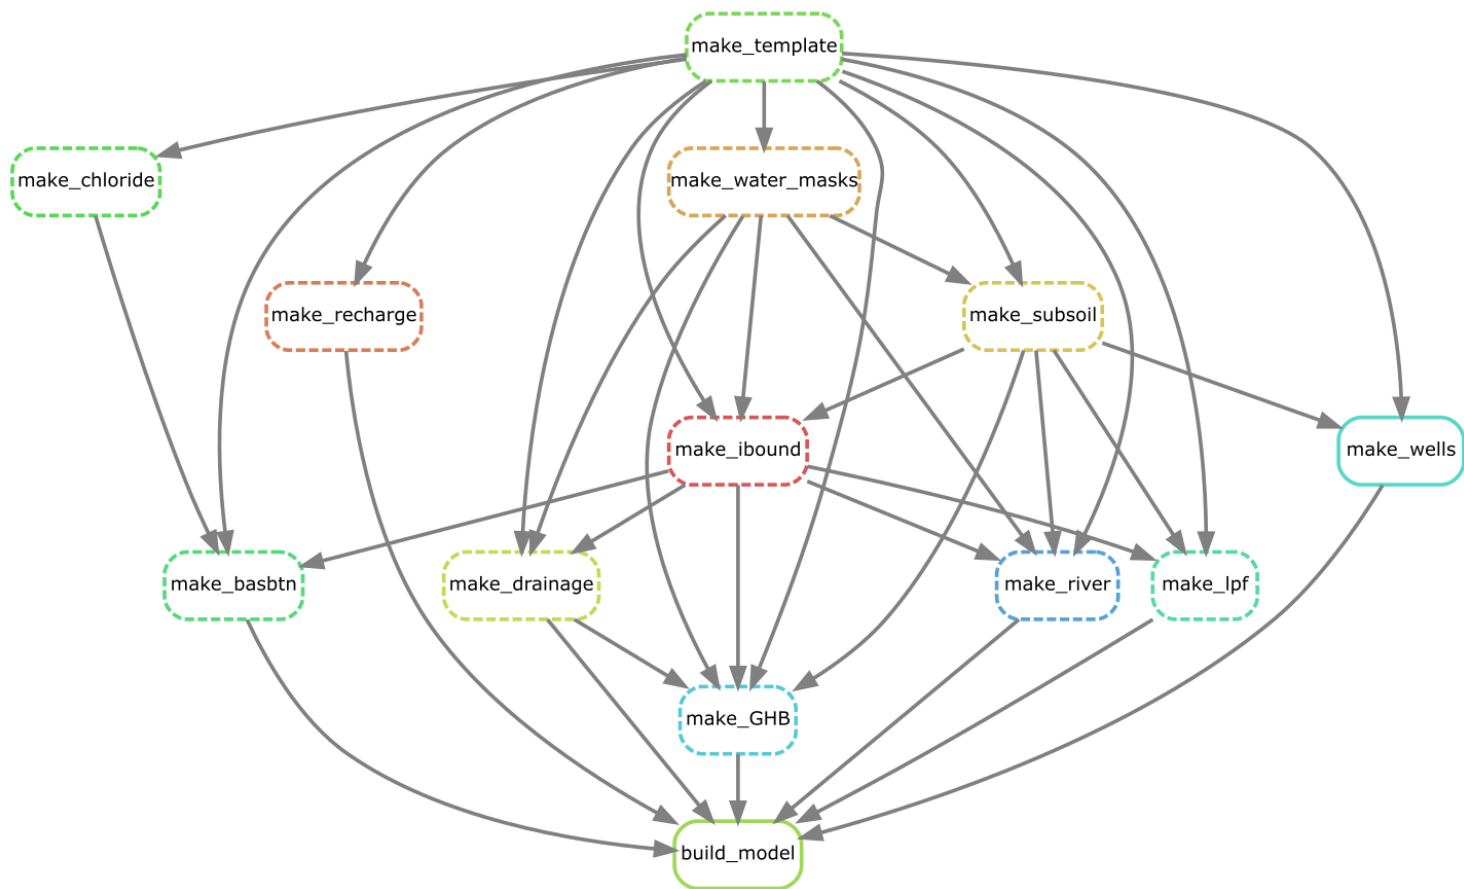 make_template
make_chloride
make_water_masks
make_recharge
make_subsoil
make_ibound
make_wells
make_basbtn
make_drainage
make_river
make_lpf
make_GHB
build_model